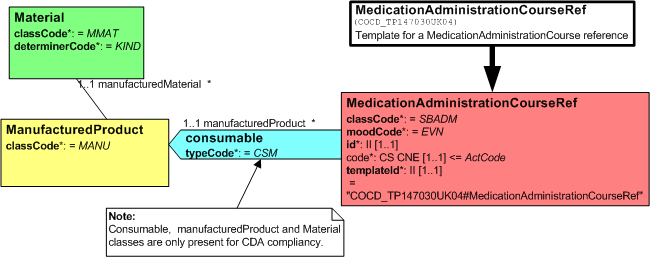 Material
classCode*: = MMAT
determinerCode*: = KIND
MedicationAdministrationCourseRef
(COCD_TP147030UK04)
Template for a MedicationAdministrationCourse reference
1..1 manufacturedMaterial *
ManufacturedProduct
classCode*: = MANU
1..1 manufacturedProduct *
consumable
typeCode*: = CSM
MedicationAdministrationCourseRef
classCode*: = SBADM
moodCode*: = EVN
id*: II [1..1]
code*: CS CNE [1..1] <= ActCode
templateId*: II [1..1]
=
"COCD_TP147030UK04#MedicationAdministrationCourseRef"
Note:
Consumable, manufacturedProduct and Material
classes are only present for CDA compliancy.